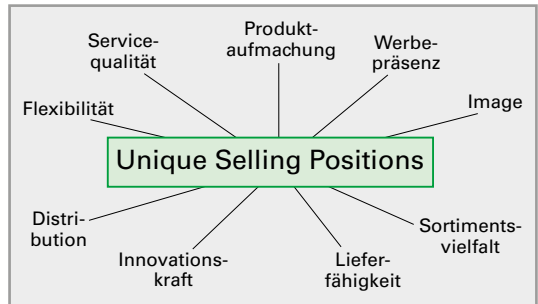 Produkt-
aufmachung
Service-
qualität
Werbe-
präsenz
Flexibilität
Image
Unique Selling Positions
Distri-
bution
Sortiments-
vielfalt
Innovations-
kraft
Liefer-
fähigkeit